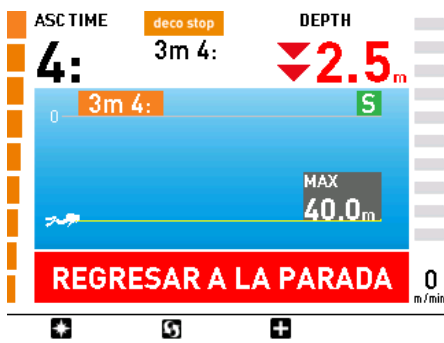 ASC TIME deco stop DEPTH
4: 3m 4: 2.5m
3m 4: S
0
MAX
40.0m
REGRESAR A LA PARADA 0
m/min